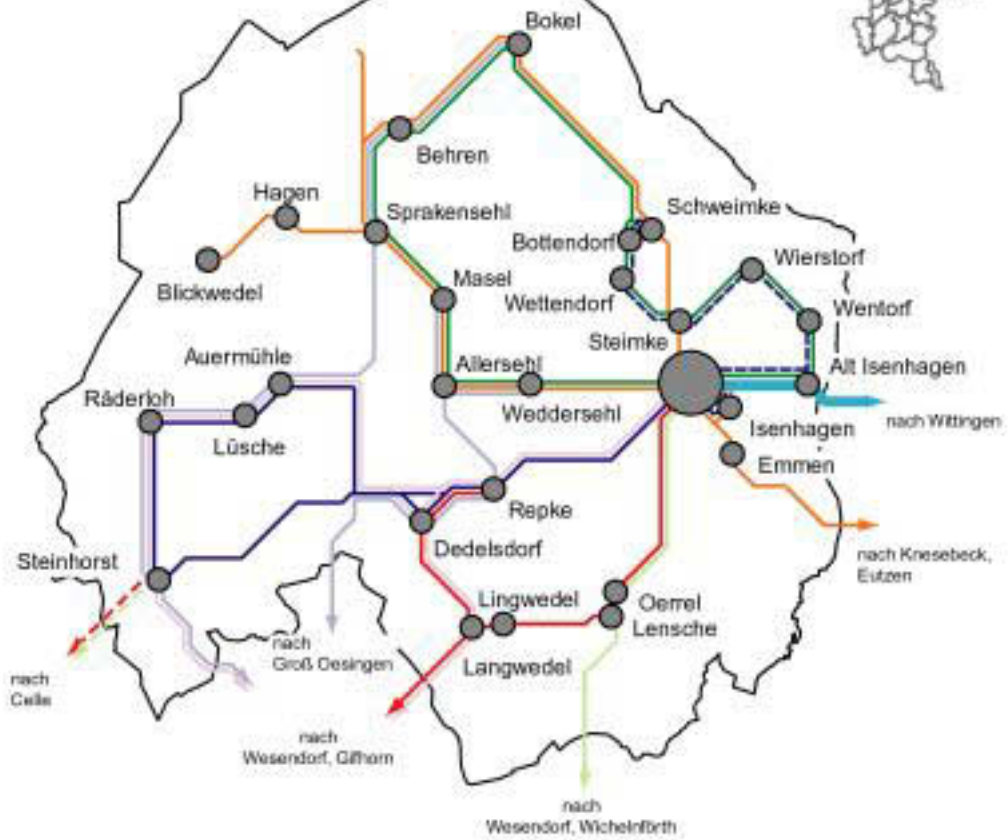 Bokel
Behren
Hagen
Sprakensehl
Schweimke
Bottendorf
Wierstorf
Blickwedel
Masel
Wettendorf
Wentorf
Steimke
Auermühle
Allersehl
Alt Isenhagen
Räderloh
Weddersehl
nach Wittingen
Lüsche
Isenhagen
Emmen
Repke
Dedelsdorf
nach Knesebeck,
Eutzen
Steinhorst
Lingwedel
Oerrel
Lensche
nach
Groß Oesingen
Langwedel
nach
Celle
nach
Wesendorf, Gifhorn
nach
Wesendorf, Wichelnförth